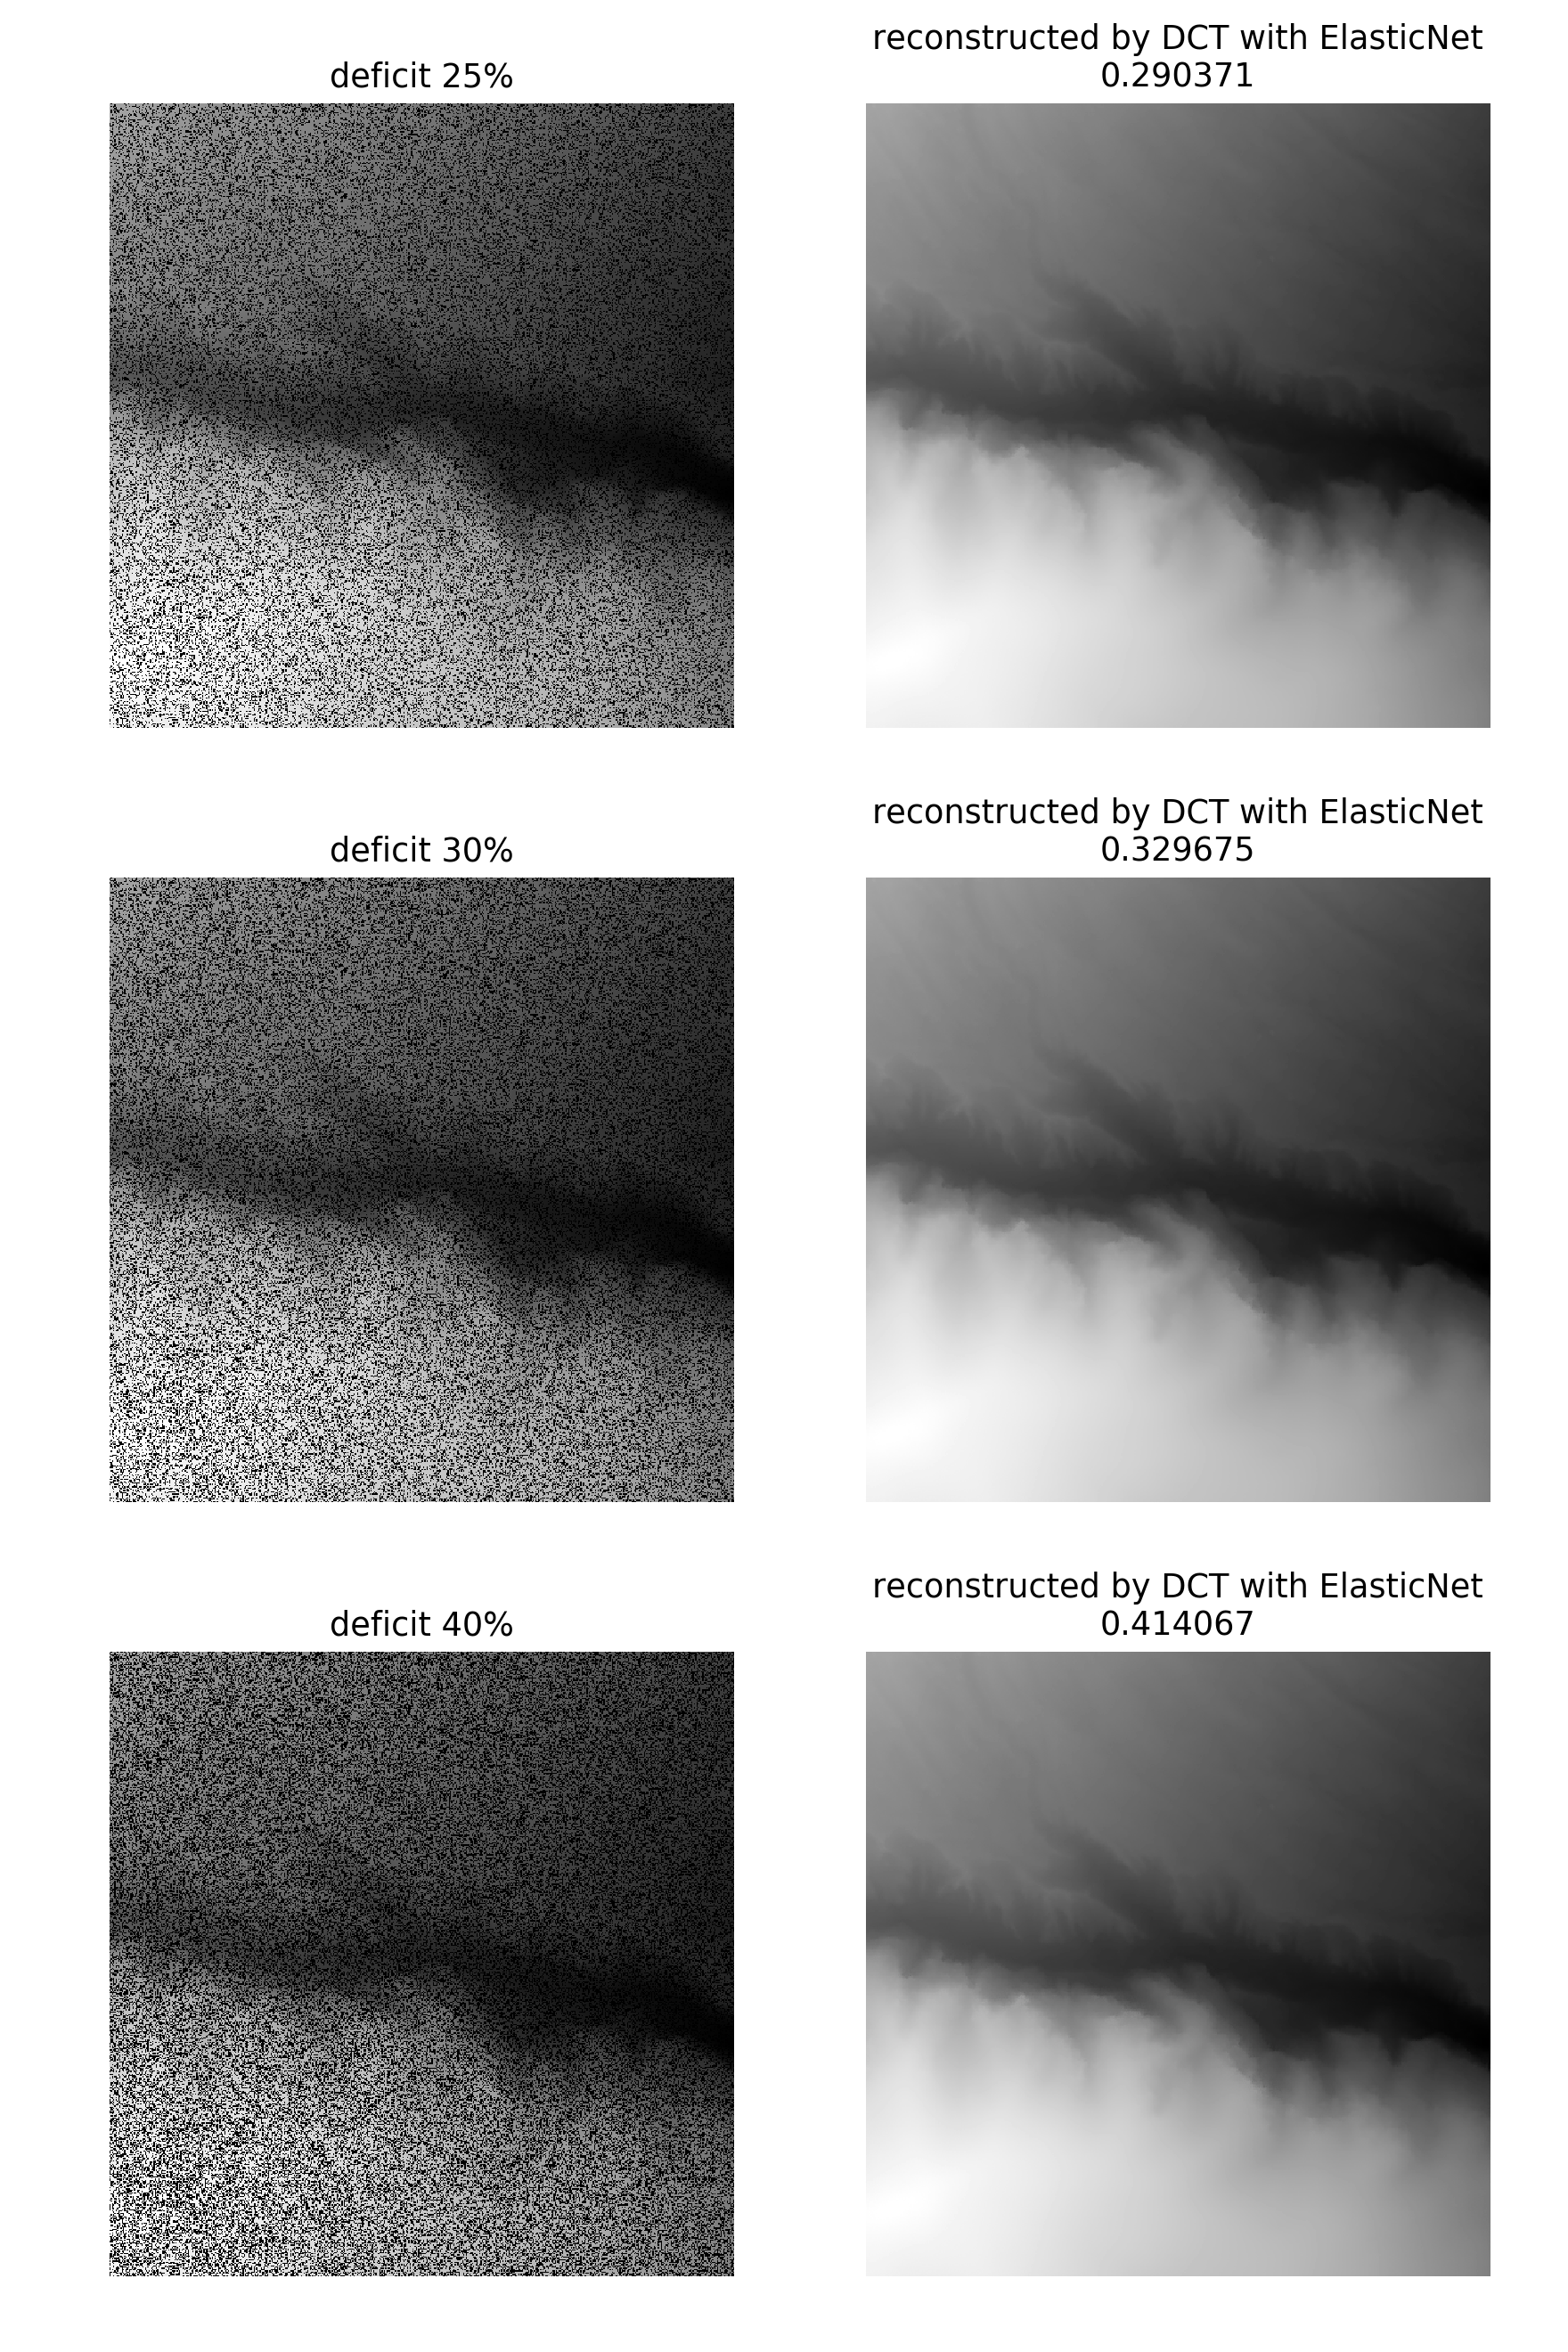 deficit 25%
reconstructed by DCT with ElasticNet
0.290371
deficit 30%
reconstructed by DCT with ElasticNet
0.329675
deficit 40%
reconstructed by DCT with ElasticNet
0.414067